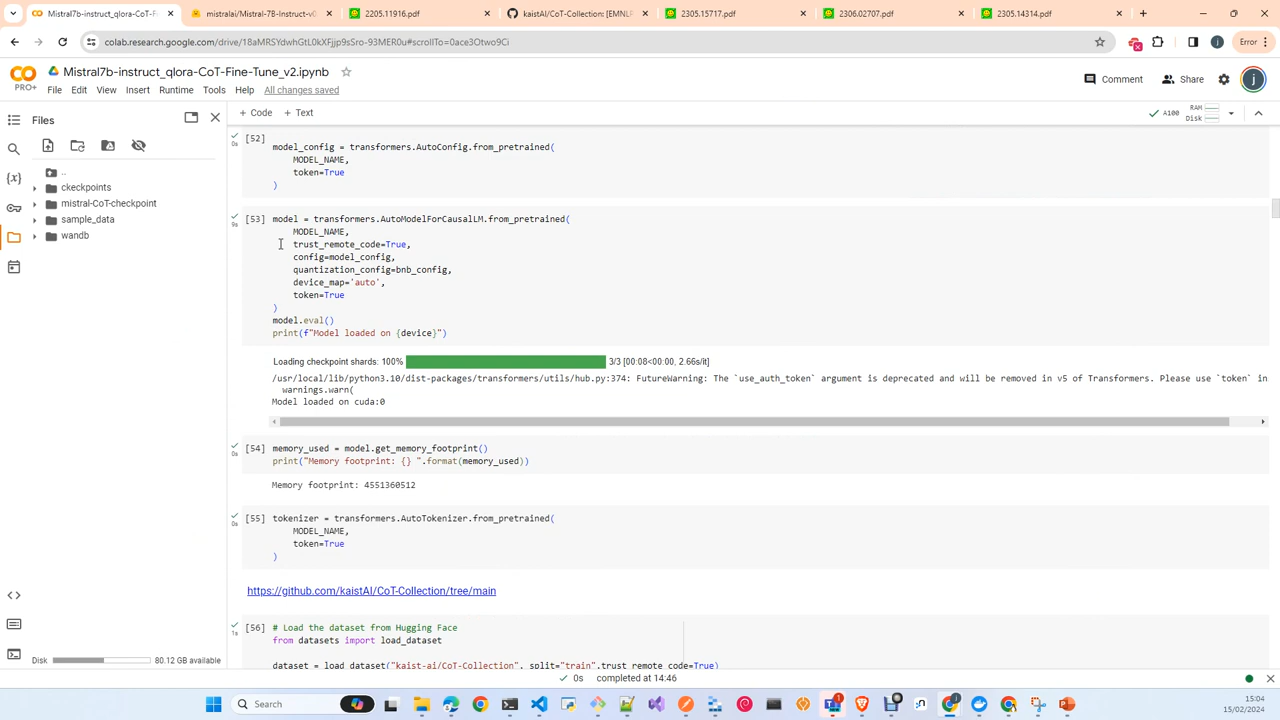 Mistral7b-instruct_qlora-CoT-Fi
mistralai/Mistral-7B-Instruct-v0
2205.11916.pdf
kaistAI/CoT-Collection: [EMNLP
2305.15717.pdf
2306.02707.pdf
2305.14314.pdf
colab.research.google.com/drive/18aMRSYdwhGtL0kXFjjp9sSro-93MER0u#scrollTo=0ace3Otwo9Ci
Error
CO
PRO+
Mistral7b-instruct_qlora-CoT-Fine-Tune_v2.ipynb
File Edit View Insert Runtime Tools Help All changes saved
Comment
Share
Files
+ Code + Text
A100
RAM
Disk
..
ckeckpoints
mistral-CoT-checkpoint
sample_data
wandb
{x}
[52]
0s
model_config = transformers.AutoConfig.from_pretrained(
MODEL_NAME,
token=True
)
[53] model = transformers.AutoModelForCausalLM.from_pretrained(
9s
MODEL_NAME,
trust_remote_code=True,
config=model_config,
quantization_config=bnb_config,
device_map='auto',
token=True
)
model.eval()
print(f"Model loaded on {device}")
Loading checkpoint shards: 100% 3/3 [00:08<00:00, 2.66s/it]
/usr/local/lib/python3.10/dist-packages/transformers/utils/hub.py:374: FutureWarning: The `use_auth_token` argument is deprecated and will be removed in v5 of Transformers. Please use `token` in
warnings.warn(
Model loaded on cuda:0
[54] memory_used = model.get_memory_footprint()
0s
print("Memory footprint: {} ".format(memory_used))
Memory footprint: 4551360512
[55] tokenizer = transformers.AutoTokenizer.from_pretrained(
0s
MODEL_NAME,
token=True
)
https://github.com/kaistAI/CoT-Collection/tree/main
[56] # Load the dataset from Hugging Face
1s
from datasets import load_dataset
dataset = load_dataset("kaist-ai/CoT-Collection", split="train",trust_remote_code=True)
Disk 80.12 GB available
0s completed at 14:46
Search
15:04
15/02/2024